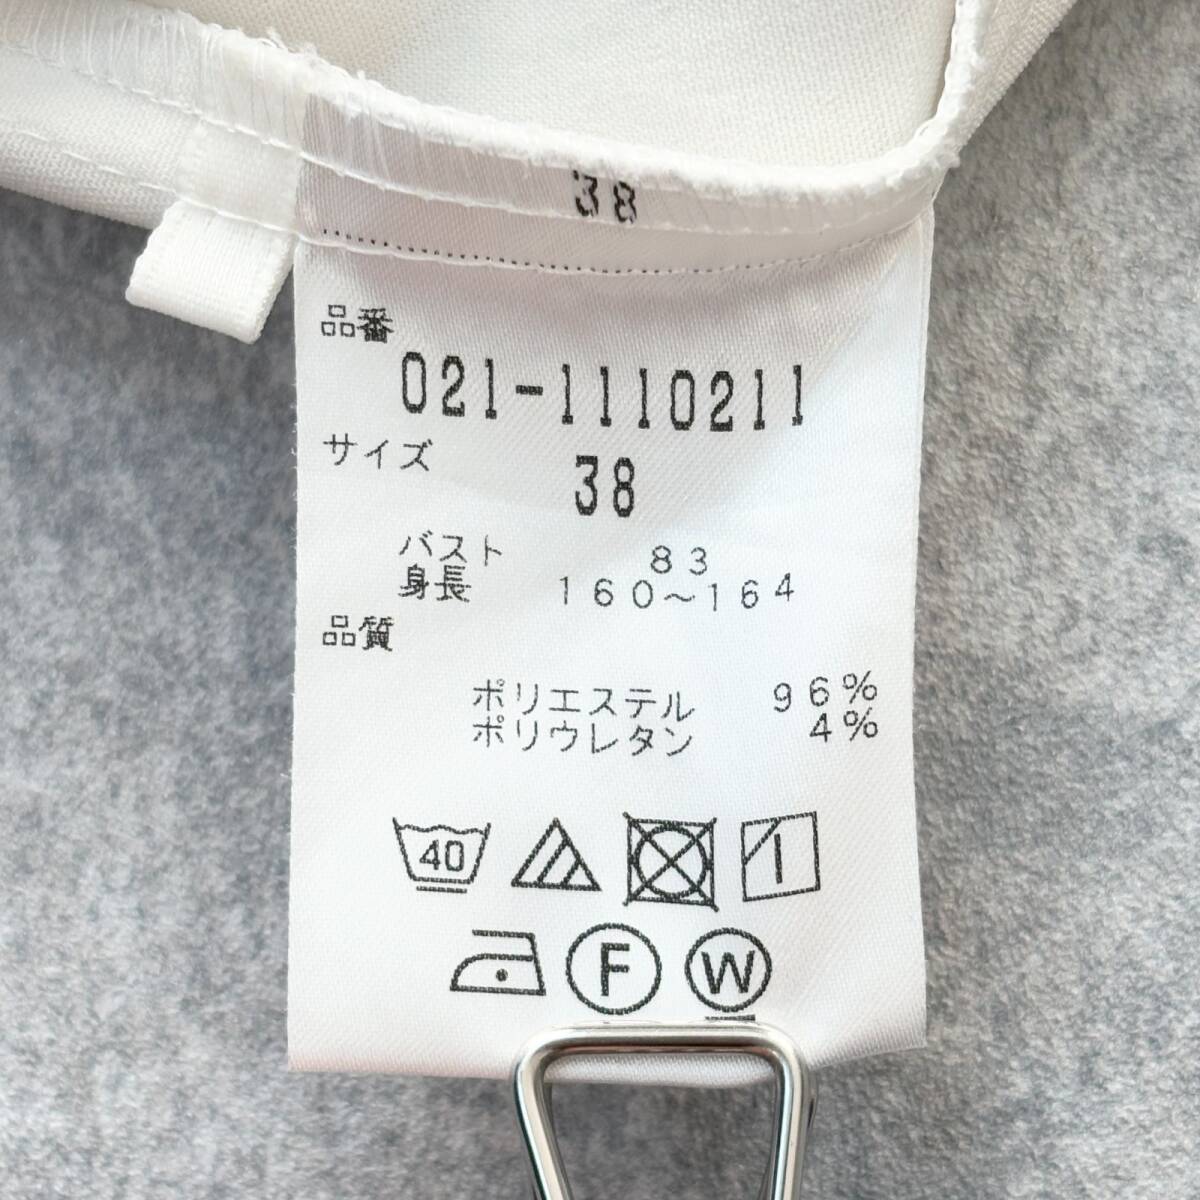 38
品番
021-1110211
サイズ
38
バスト 83
身長 160~164
品質
ポリエステル 96%
ポリウレタン 4%
40
F W